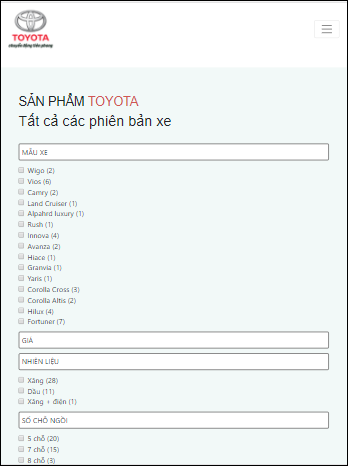 TOYOTA
chuyển động tiên phong
SẢN PHẨM TOYOTA
Tất cả các phiên bản xe
MẪU XE
Wigo (2)
Vios (6)
Camry (2)
Land Cruiser (1)
Alpahrd luxury (1)
Rush (1)
Innova (4)
Avanza (2)
Hiace (1)
Granvia (1)
Yaris (1)
Corolla Cross (3)
Corolla Altis (2)
Hilux (4)
Fortuner (7)
GIÁ
NHIÊN LIỆU
Xăng (28)
Dầu (11)
Xăng + điện (1)
SỐ CHỖ NGỒI
5 chỗ (20)
7 chỗ (15)
8 chỗ (3)